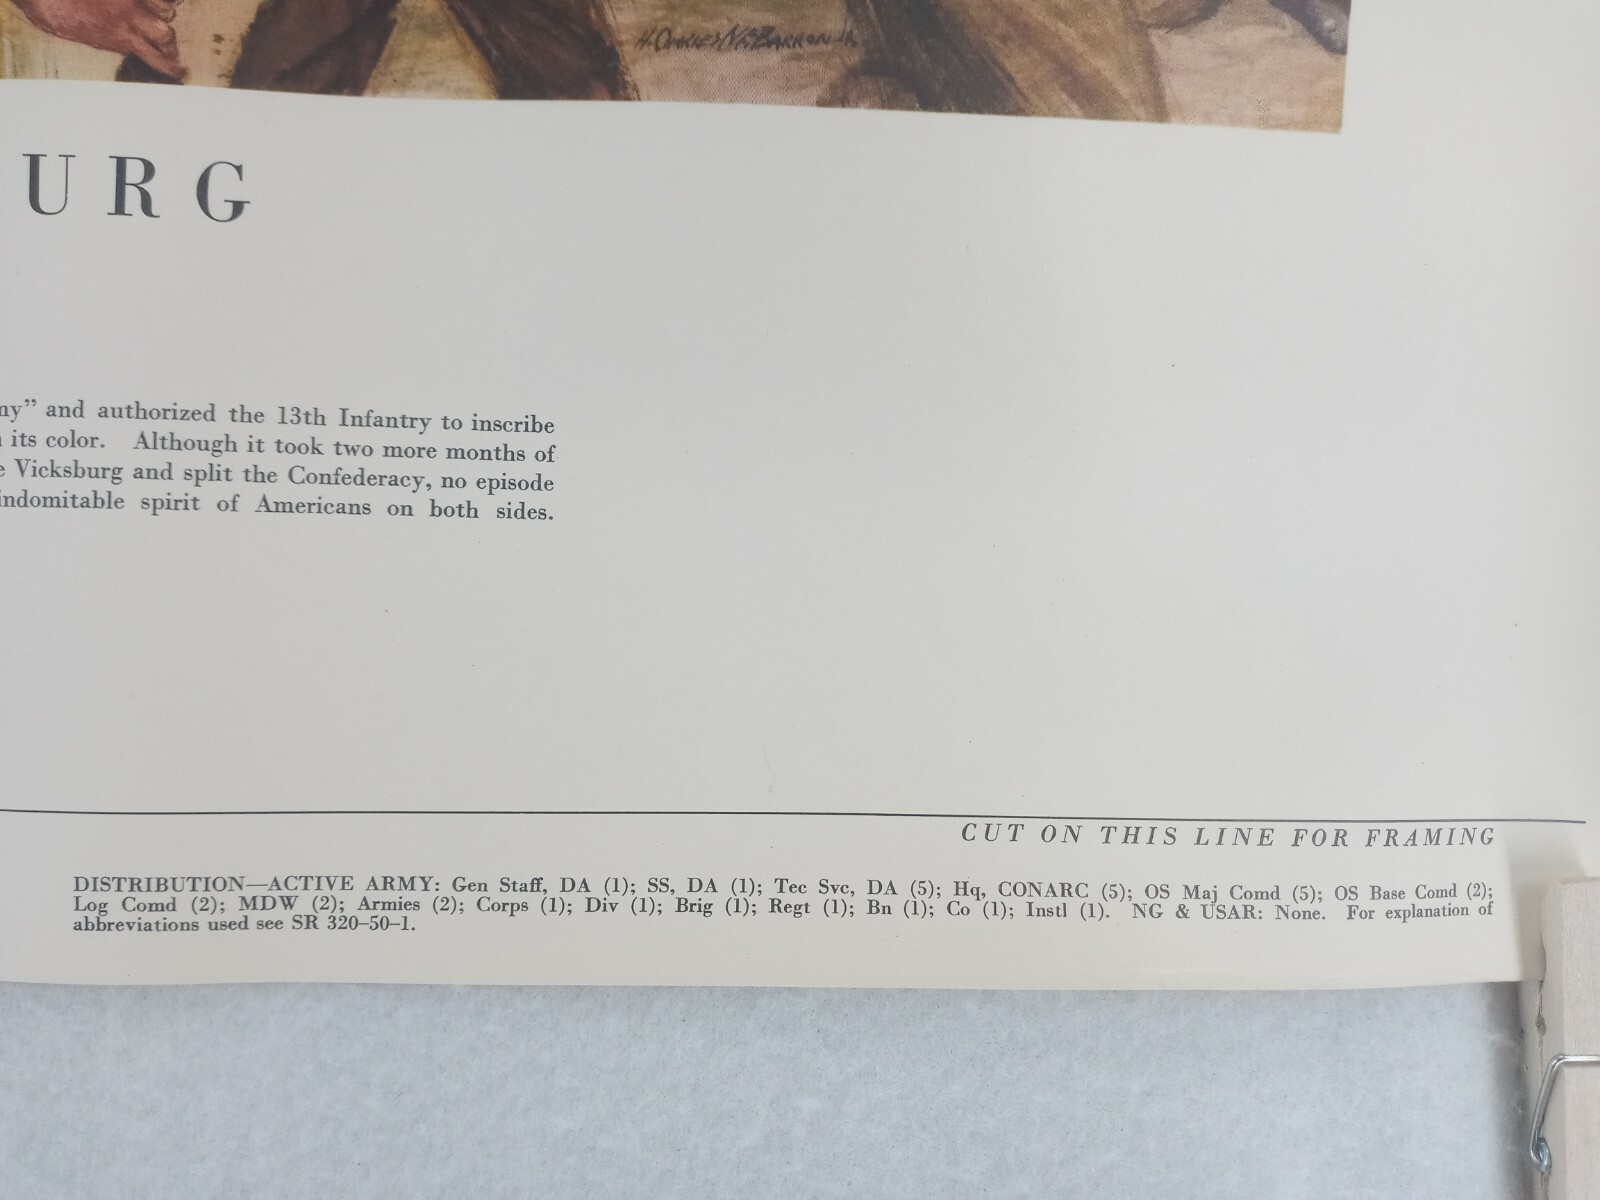 H. Charles McBarron Jr.
URG
my” and authorized the 13th Infantry to inscribe
its color. Although it took two more months of
Vicksburg and split the Confederacy, no episode
indomitable spirit of Americans on both sides.
CUT ON THIS LINE FOR FRAMING
DISTRIBUTION—ACTIVE ARMY: Gen Staff, DA (1); SS, DA (1); Tec Svc, DA (5); Hq, CONARC (5); OS Maj Comd (5); OS Base Comd (2);
Log Comd (2); MDW (2); Armies (2); Corps (1); Div (1); Brig (1); Regt (1); Bn (1); Co (1); Instl (1). NG & USAR: None. For explanation of
abbreviations used see SR 320–50–1.